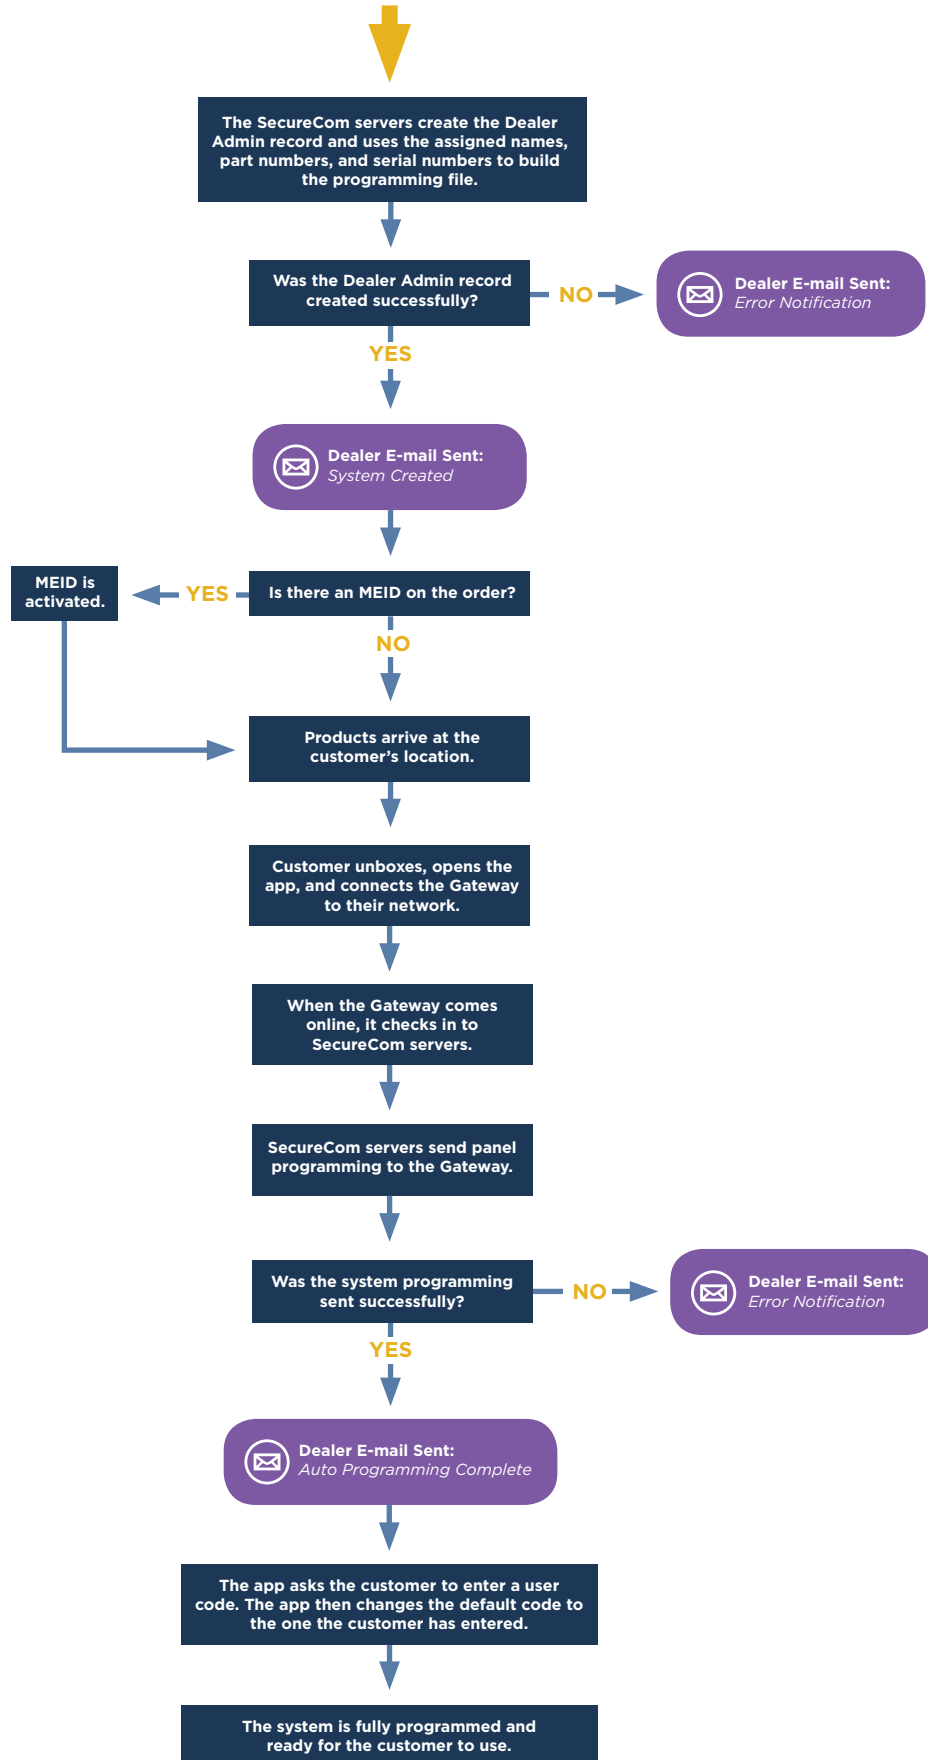 The SecureCom servers create the Dealer
Admin record and uses the assigned names,
part numbers, and serial numbers to build
the programming file.
Was the Dealer Admin record
created successfully?
NO
Dealer E-mail Sent:
Error Notification
YES
Dealer E-mail Sent:
System Created
MEID is
activated.
YES
Is there an MEID on the order?
NO
Products arrive at the
customer's location.
Customer unboxes, opens the
app, and connects the Gateway
to their network.
When the Gateway comes
online, it checks in to
SecureCom servers.
SecureCom servers send panel
programming to the Gateway.
Was the system programming
sent successfully?
NO
Dealer E-mail Sent:
Error Notification
YES
Dealer E-mail Sent:
Auto Programming Complete
The app asks the customer to enter a user
code. The app then changes the default code to
the one the customer has entered.
The system is fully programmed and
ready for the customer to use.